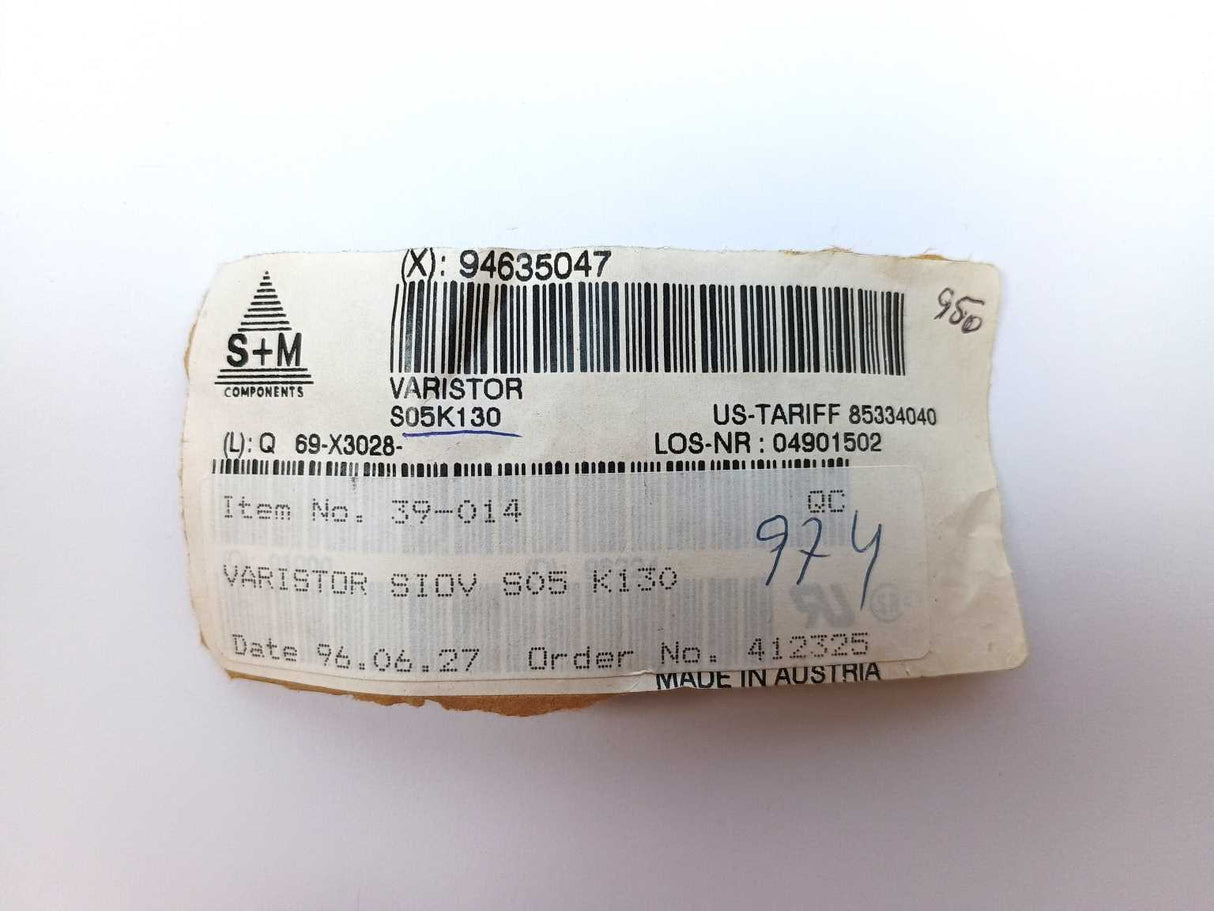 (X): 94635047
950
S+M
COMPONENTS
VARISTOR
S05K130
US-TARIFF 85334040
(L): Q 69-X3028-
LOS-NR : 04901502
Item No. 39-014
QC
974
VARISTOR SIOV S05 K130
Date 96.06.27 Order No. 412325
MADE IN AUSTRIA